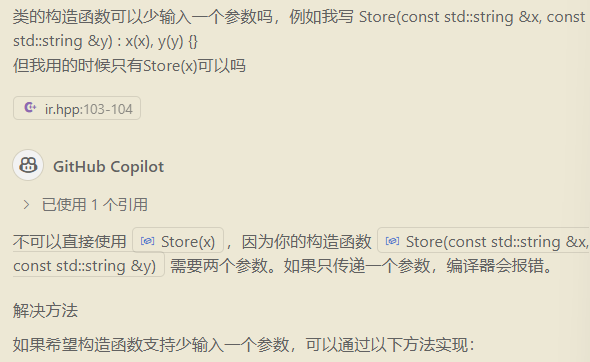 类的构造函数可以少输入一个参数吗，例如我写 Store(const std::string &x, const
std::string &y) : x(x), y(y) {}
但我用的时候只有Store(x)可以吗
ir.hpp:103-104
GitHub Copilot
已使用 1 个引用
不可以直接使用 Store(x) ，因为你的构造函数 Store(const std::string &x,
const std::string &y) 需要两个参数。如果只传递一个参数，编译器会报错。
解决方法
如果希望构造函数支持少输入一个参数，可以通过以下方法实现：